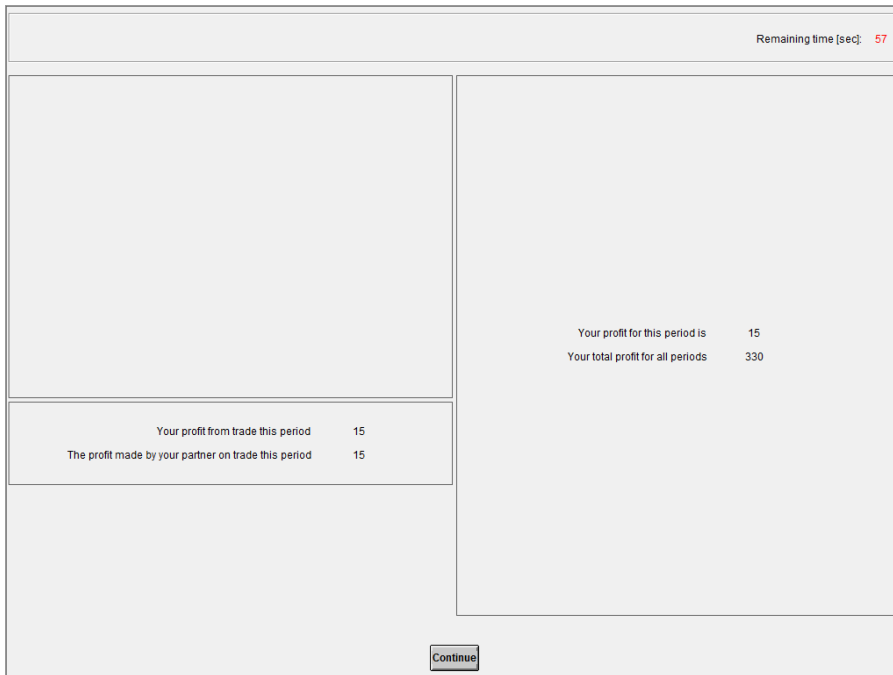 Remaining time [sec]: 57
Your profit for this period is 15
Your total profit for all periods 330
Your profit from trade this period 15
The profit made by your partner on trade this period 15
Continue